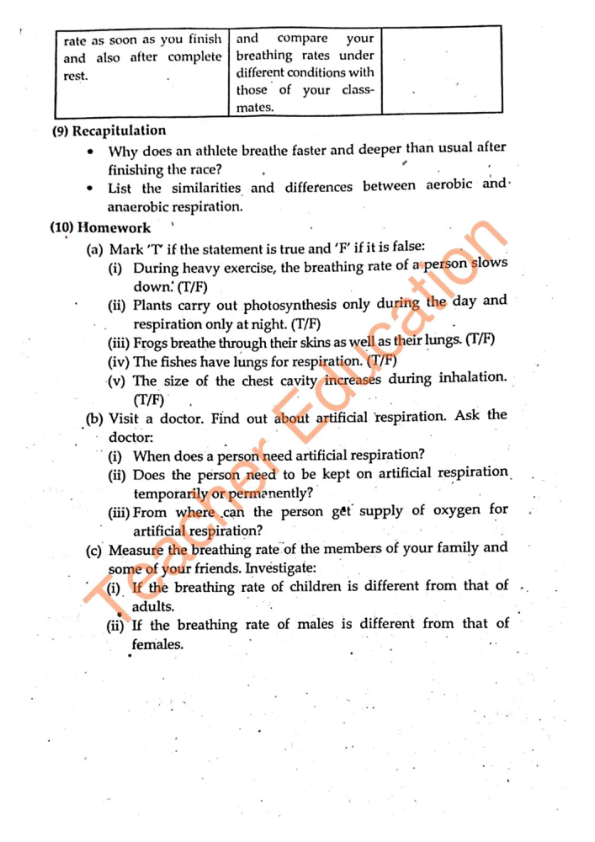 rate as soon as you finish
and also after complete
rest.
and compare your
breathing rates under
different conditions with
those of your class-
mates.
(9) Recapitulation
• Why does an athlete breathe faster and deeper than usual after
finishing the race?
• List the similarities and differences between aerobic and
anaerobic respiration.
(10) Homework
(a) Mark 'T' if the statement is true and 'F' if it is false:
(i) During heavy exercise, the breathing rate of a person slows
down. (T/F)
(ii) Plants carry out photosynthesis only during the day and
respiration only at night. (T/F)
(iii) Frogs breathe through their skins as well as their lungs. (T/F)
(iv) The fishes have lungs for respiration. (T/F)
(v) The size of the chest cavity increases during inhalation.
(T/F)
(b) Visit a doctor. Find out about artificial respiration. Ask the
doctor:
(i) When does a person need artificial respiration?
(ii) Does the person need to be kept on artificial respiration
temporarily or permanently?
(iii) From where can the person get supply of oxygen for
artificial respiration?
(c) Measure the breathing rate of the members of your family and
some of your friends. Investigate:
(i) If the breathing rate of children is different from that of
adults.
(ii) If the breathing rate of males is different from that of
females.
Teacher Education